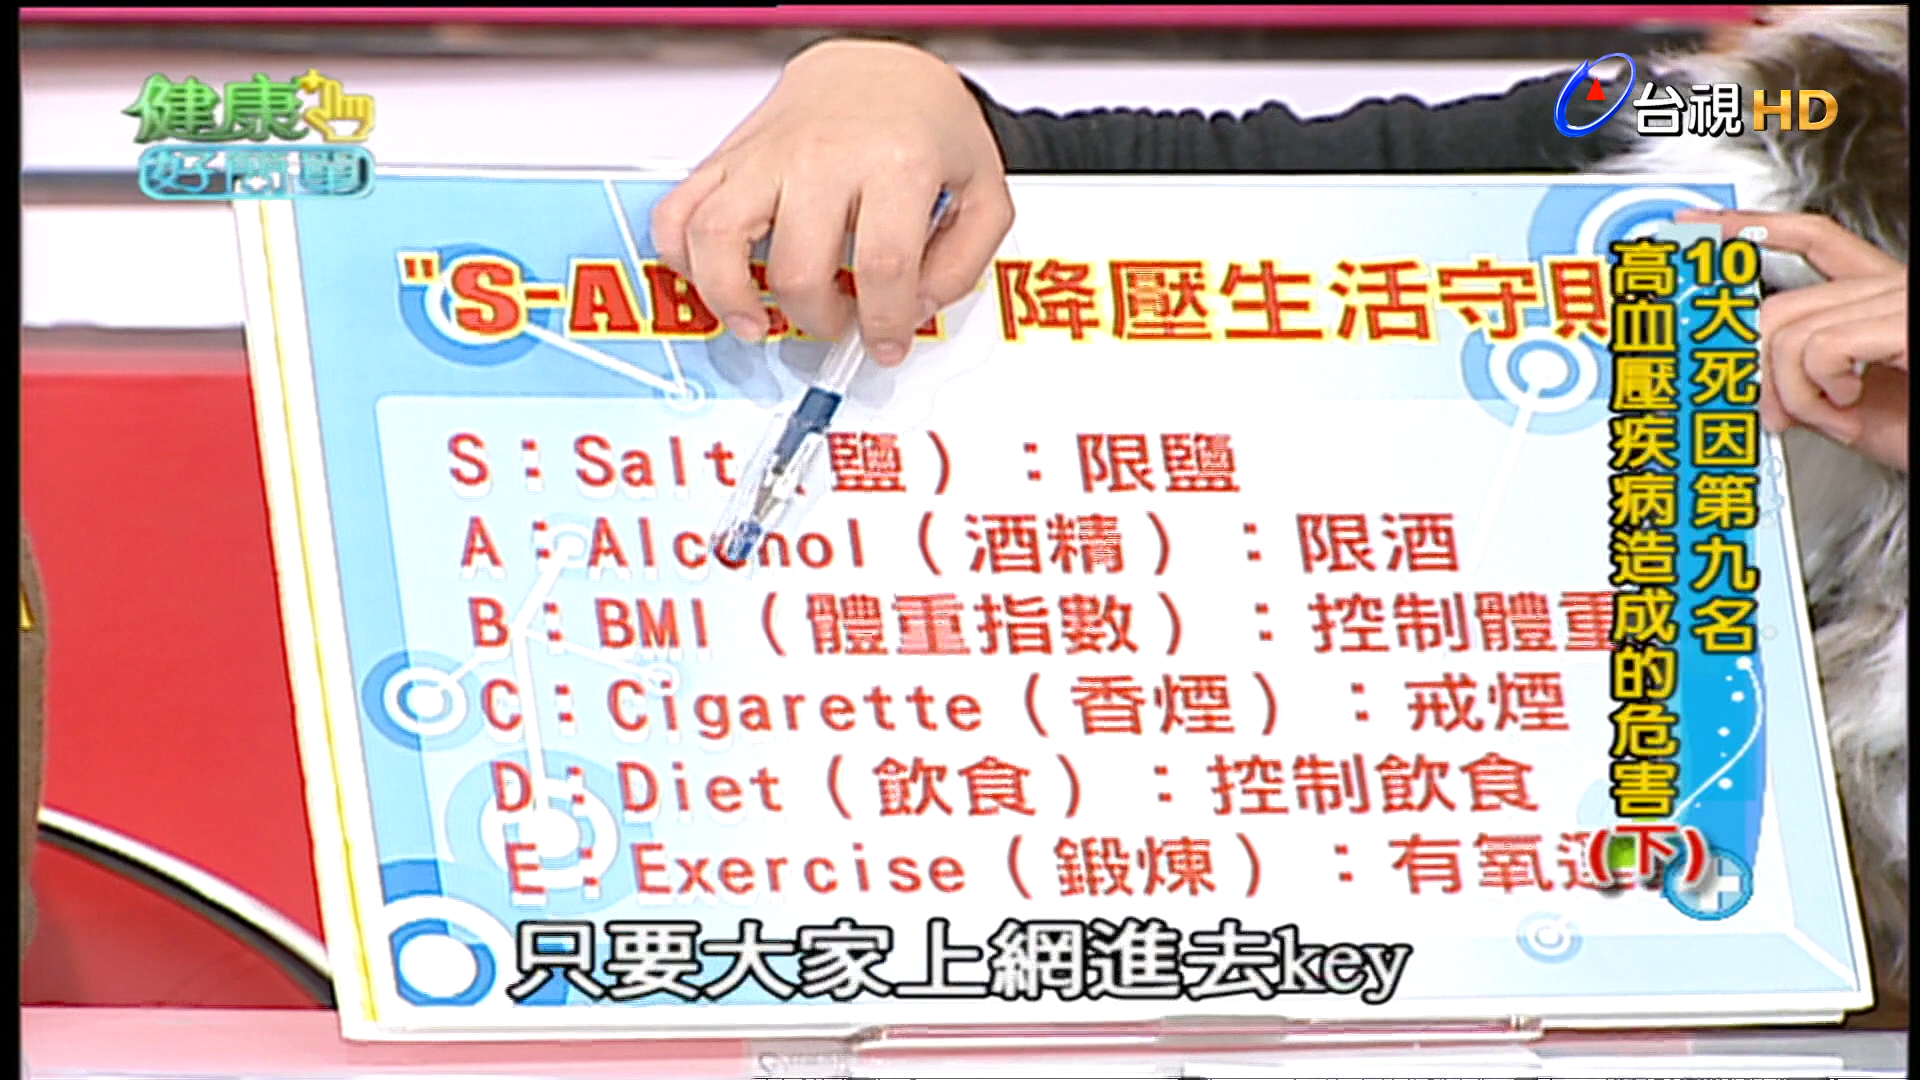 健康
好簡單
台視HD
"S-AB 降壓生活守則
S：Salt（鹽）：限鹽
A：Alcohol（酒精）：限酒
B：BMI（體重指數）：控制體重
C：Cigarette（香煙）：戒煙
D：Diet（飲食）：控制飲食
E：Exercise（鍛煉）：有氧
10大死因第九名
高血壓疾病造成的危害
(下)
只要大家上網進去key